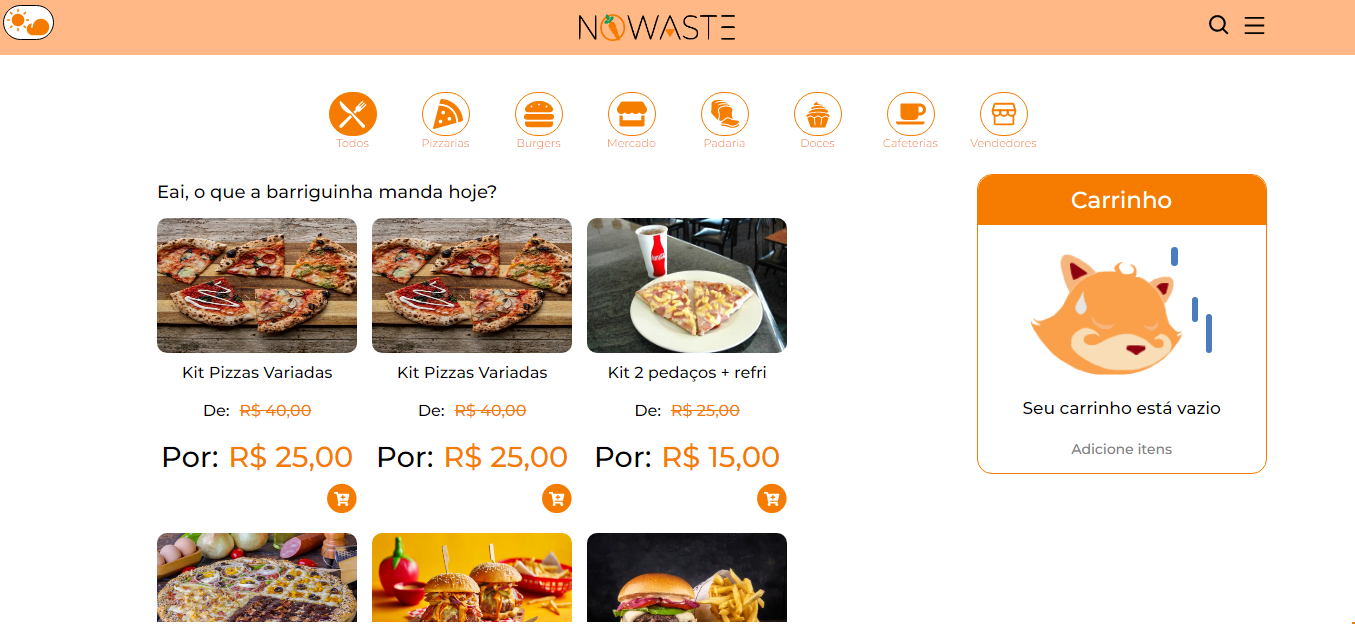 NOWASTE
Todos
Pizzarias
Burgers
Mercado
Padaria
Doces
Cafeterias
Vendedores
Eai, o que a barriguinha manda hoje?
Kit Pizzas Variadas
De: R$ 40,00
Por: R$ 25,00
Kit Pizzas Variadas
De: R$ 40,00
Por: R$ 25,00
Kit 2 pedaços + refri
De: R$ 25,00
Por: R$ 15,00
Carrinho
Seu carrinho está vazio
Adicione itens